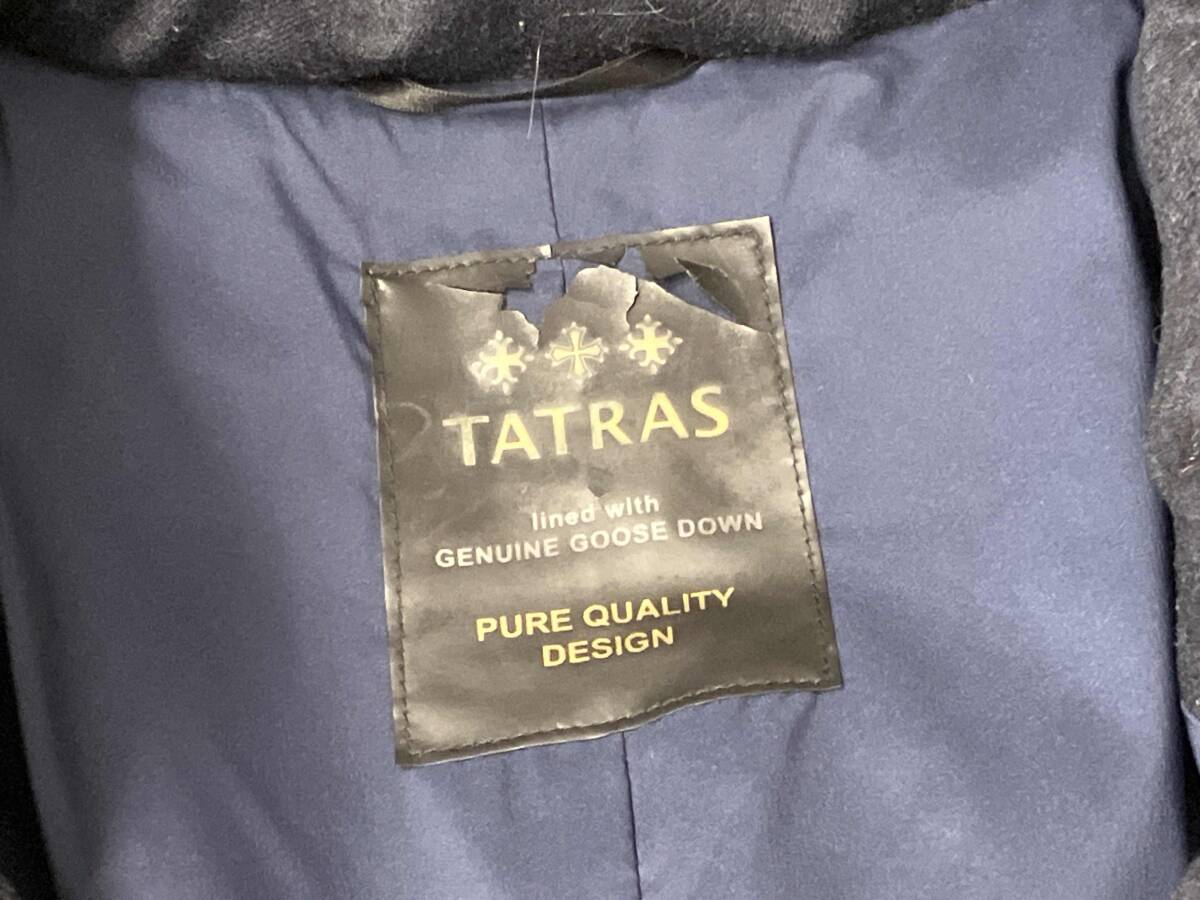 TATRAS
lined with
GENUINE GOOSE DOWN
PURE QUALITY
DESIGN